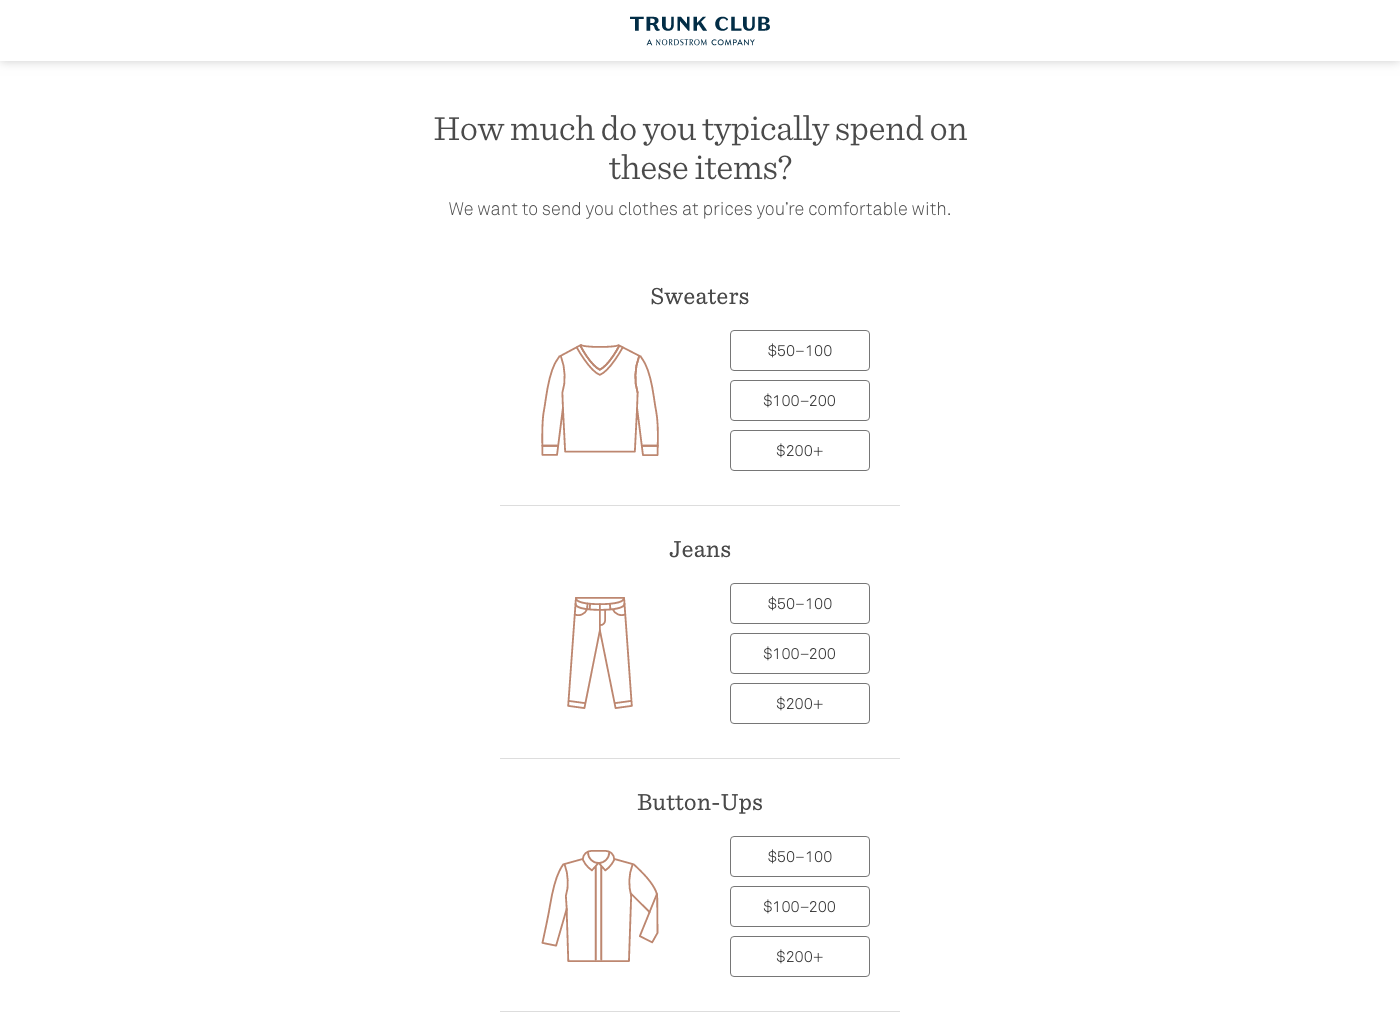 TRUNK CLUB
A NORDSTROM COMPANY
How much do you typically spend on
these items?
We want to send you clothes at prices you’re comfortable with.
Sweaters
$50–100
$100–200
$200+
Jeans
$50–100
$100–200
$200+
Button-Ups
$50–100
$100–200
$200+